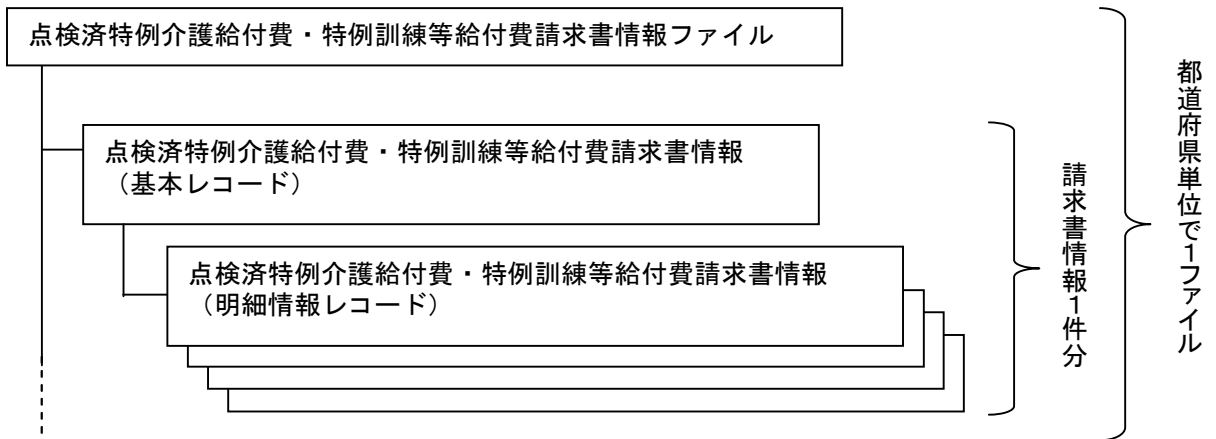 点検済特例介護給付費・特例訓練等給付費請求書情報ファイル
点検済特例介護給付費・特例訓練等給付費請求書情報
（基本レコード）
点検済特例介護給付費・特例訓練等給付費請求書情報
（明細情報レコード）
請求書情報１件分
都道府県単位で１ファイル